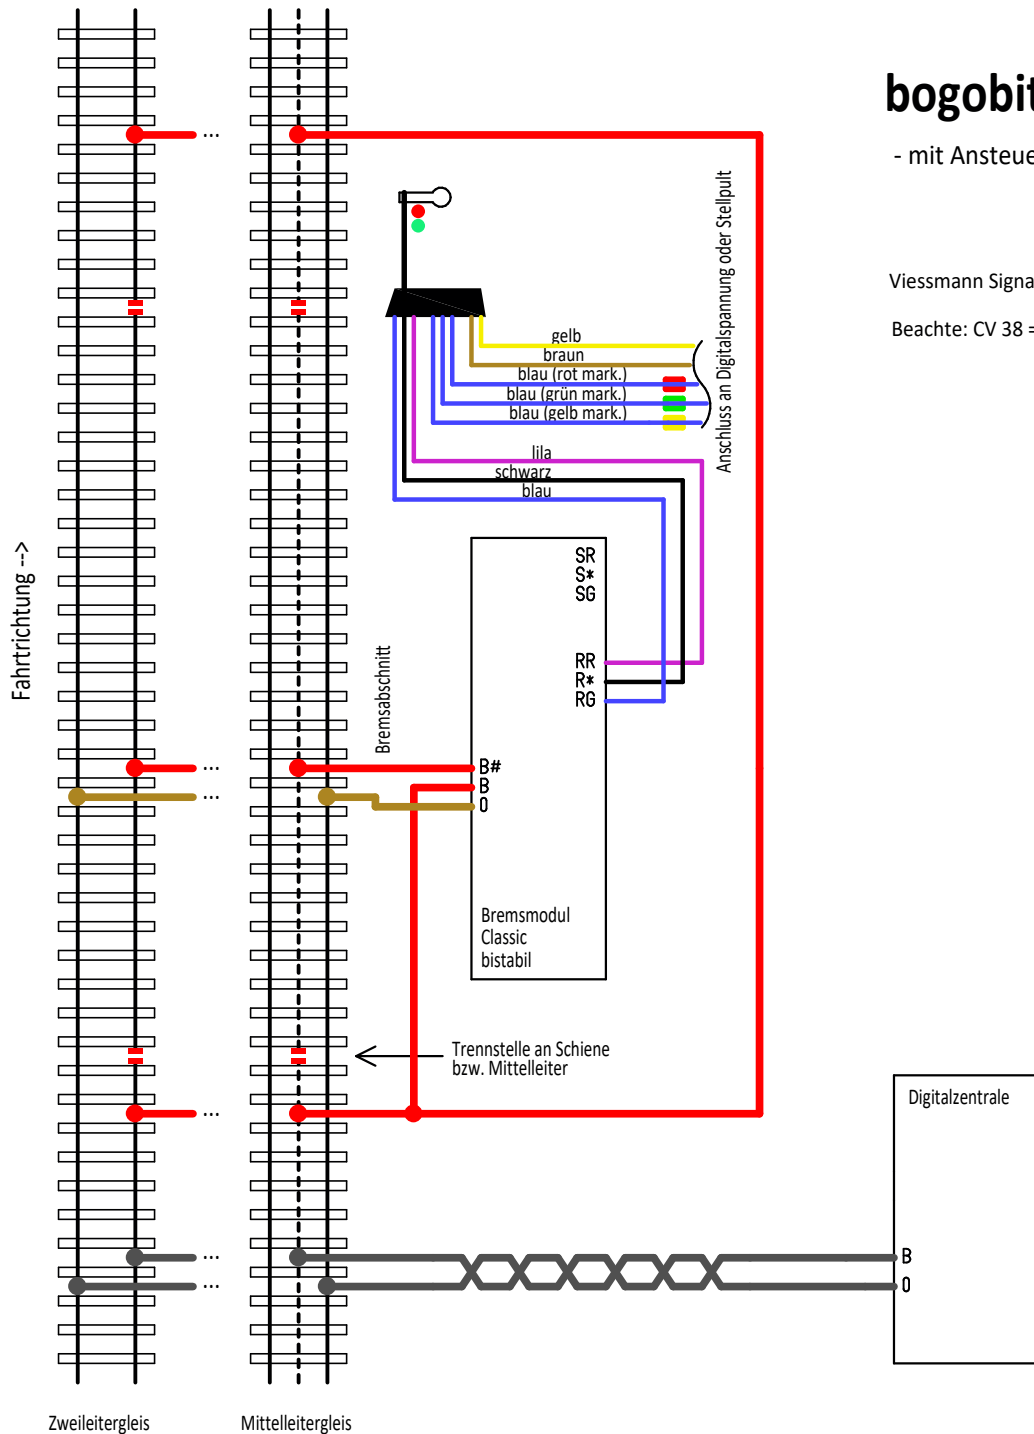 bogobit
- mit Ansteue
Viessmann Signa
Beachte: CV 38 =
...
Anschluss an Digitalspannung oder Stellpult
gelb
braun
blau (rot mark.)
blau (grün mark.)
blau (gelb mark.)
lila
schwarz
blau
Fahrtrichtung -->
SR
S*
SG
RR
R*
RG
Bremsabschnitt
...
B#
B
0
...
Bremsmodul
Classic
bistabil
Trennstelle an Schiene
bzw. Mittelleiter
...
Digitalzentrale
...
B
...
0
Zweileitergleis
Mittelleitergleis